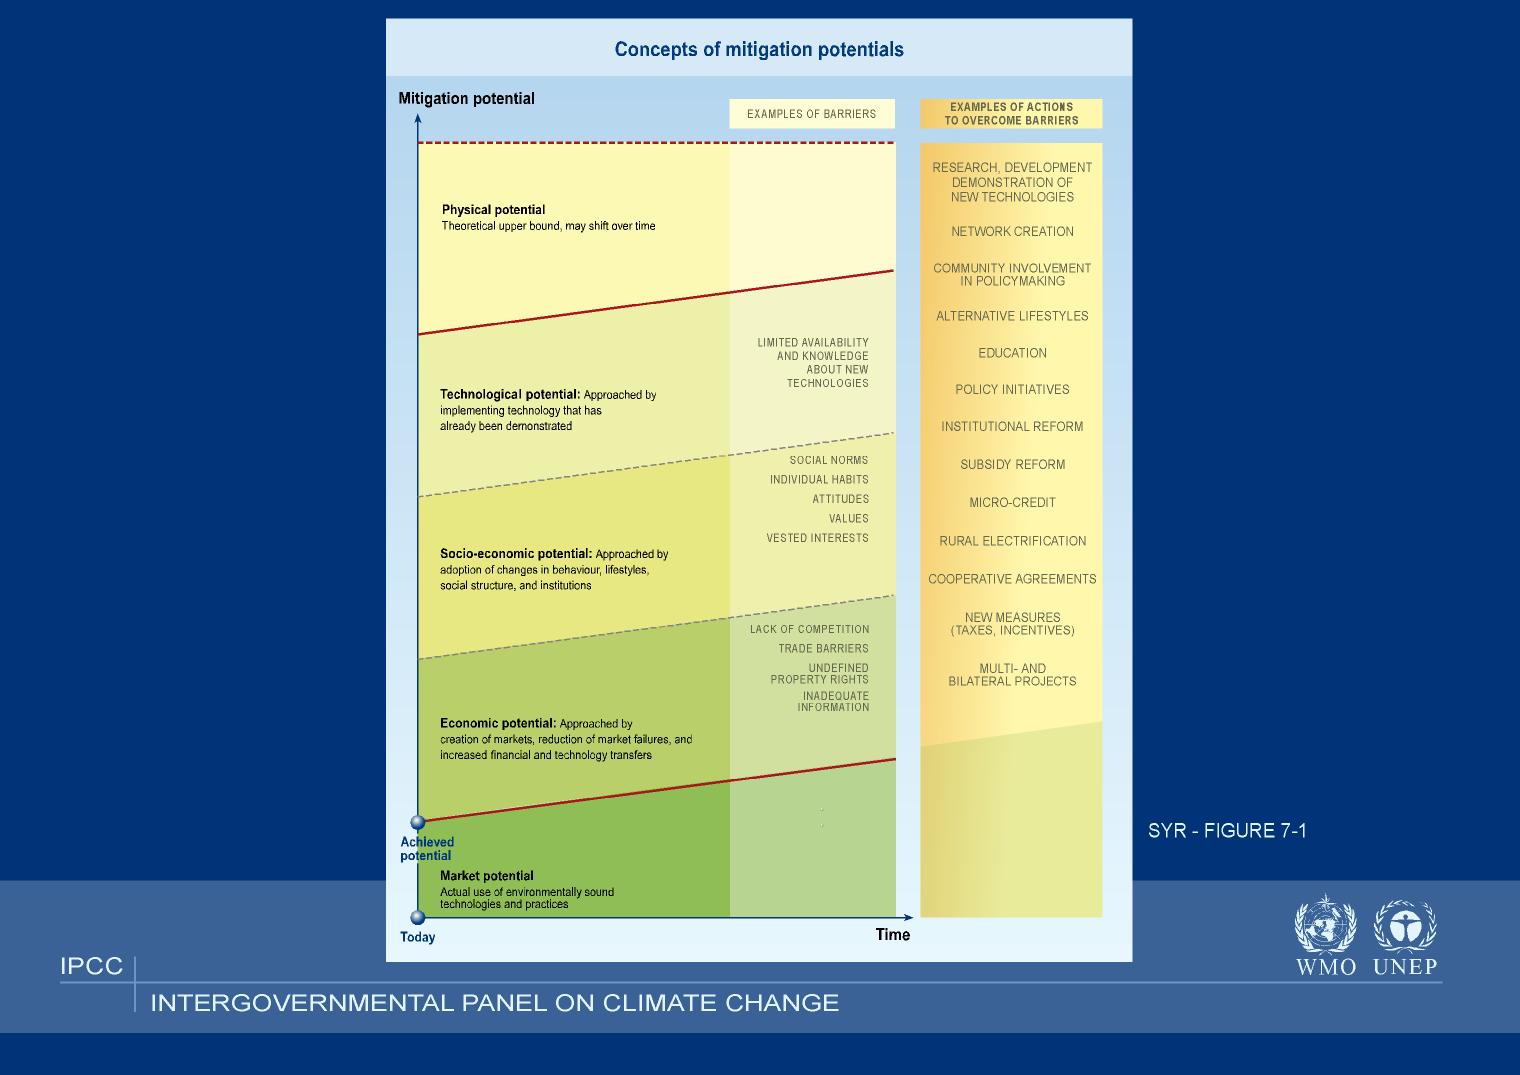 Concepts of mitigation potentials
Mitigation potential
EXAMPLES OF BARRIERS
EXAMPLES OF ACTIONS
TO OVERCOME BARRIERS
Physical potential
Theoretical upper bound, may shift over time
Technological potential: Approached by
implementing technology that has
already been demonstrated
Socio-economic potential: Approached by
adoption of changes in behaviour, lifestyles,
social structure, and institutions
Economic potential: Approached by
creation of markets, reduction of market failures, and
increased financial and technology transfers
Achieved
potential
Market potential
Actual use of environmentally sound
technologies and practices
Today
Time
LIMITED AVAILABILITY
AND KNOWLEDGE
ABOUT NEW
TECHNOLOGIES
SOCIAL NORMS
INDIVIDUAL HABITS
ATTITUDES
VALUES
VESTED INTERESTS
LACK OF COMPETITION
TRADE BARRIERS
UNDEFINED
PROPERTY RIGHTS
INADEQUATE
INFORMATION
RESEARCH, DEVELOPMENT
DEMONSTRATION OF
NEW TECHNOLOGIES
NETWORK CREATION
COMMUNITY INVOLVEMENT
IN POLICYMAKING
ALTERNATIVE LIFESTYLES
EDUCATION
POLICY INITIATIVES
INSTITUTIONAL REFORM
SUBSIDY REFORM
MICRO-CREDIT
RURAL ELECTRIFICATION
COOPERATIVE AGREEMENTS
NEW MEASURES
(TAXES, INCENTIVES)
MULTI- AND
BILATERAL PROJECTS
SYR - FIGURE 7-1
WMO UNEP
IPCC
INTERGOVERNMENTAL PANEL ON CLIMATE CHANGE